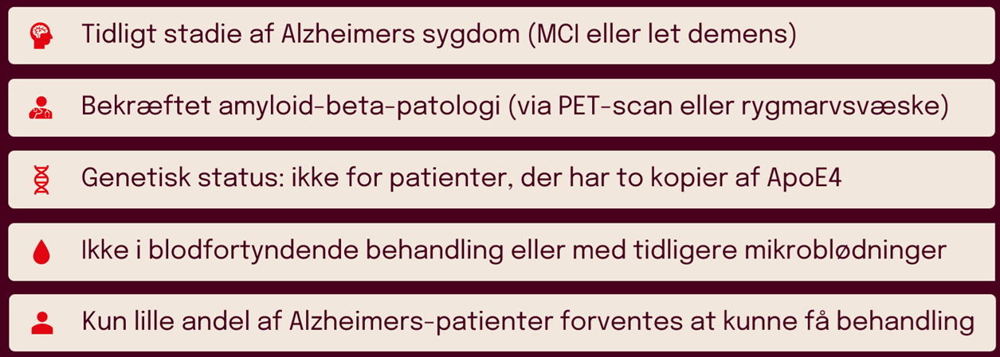 Tidligt stadie af Alzheimers sygdom (MCI eller let demens)
Bekræftet amyloid-beta-patologi (via PET-scan eller rygmarvsvæske)
Genetisk status: ikke for patienter, der har to kopier af ApoE4
Ikke i blodfortyndende behandling eller med tidligere mikroblødninger
Kun lille andel af Alzheimers-patienter forventes at kunne få behandling